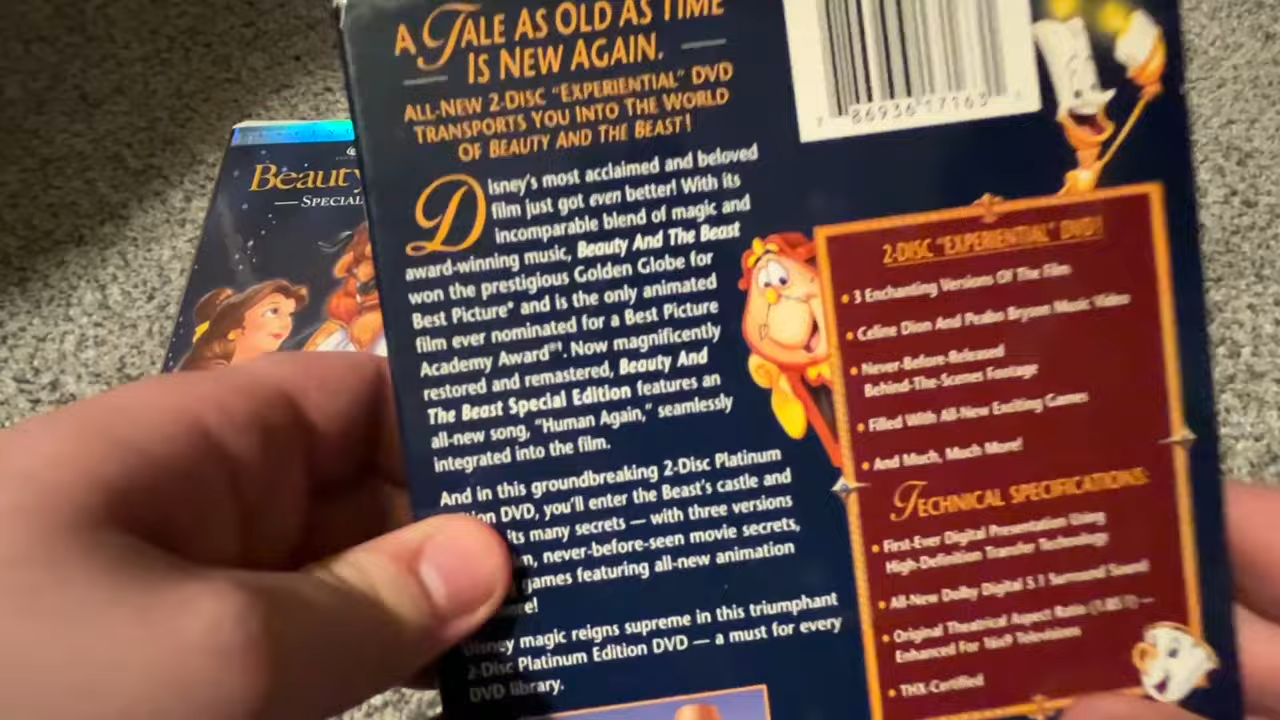 A TALE AS OLD AS TIME
IS NEW AGAIN.
ALL-NEW 2-DISC "EXPERIENTIAL" DVD
TRANSPORTS YOU INTO THE WORLD
OF BEAUTY AND THE BEAST!
Disney's most acclaimed and beloved
film just got even better! With its
incomparable blend of magic and
award-winning music, Beauty And The Beast
won the prestigious Golden Globe for
Best Picture* and is the only animated
film ever nominated for a Best Picture
Academy Award®†. Now magnificently
restored and remastered, Beauty And
The Beast Special Edition features an
all-new song, "Human Again," seamlessly
integrated into the film.
And in this groundbreaking 2-Disc Platinum
DVD, you'll enter the Beast's castle and
its many secrets — with three versions
never-before-seen movie secrets,
games featuring all-new animation
Disney magic reigns supreme in this triumphant
2-Disc Platinum Edition DVD — a must for every
DVD library.
86936 17163
2-DISC "EXPERIENTIAL" DVD!
• 3 Enchanting Versions Of The Film
• Celine Dion And Peabo Bryson Music Video
• Never-Before-Released
Behind-The-Scenes Footage
• Filled With All-New Exciting Games
• And Much, Much More!
TECHNICAL SPECIFICATIONS:
• First-Ever Digital Presentation Using
High-Definition Transfer Technology
• All-New Dolby Digital 5.1 Surround Sound
• Original Theatrical Aspect Ratio (1.85:1) —
Enhanced For 16x9 Televisions
• THX-Certified
Beauty
— SPECIAL